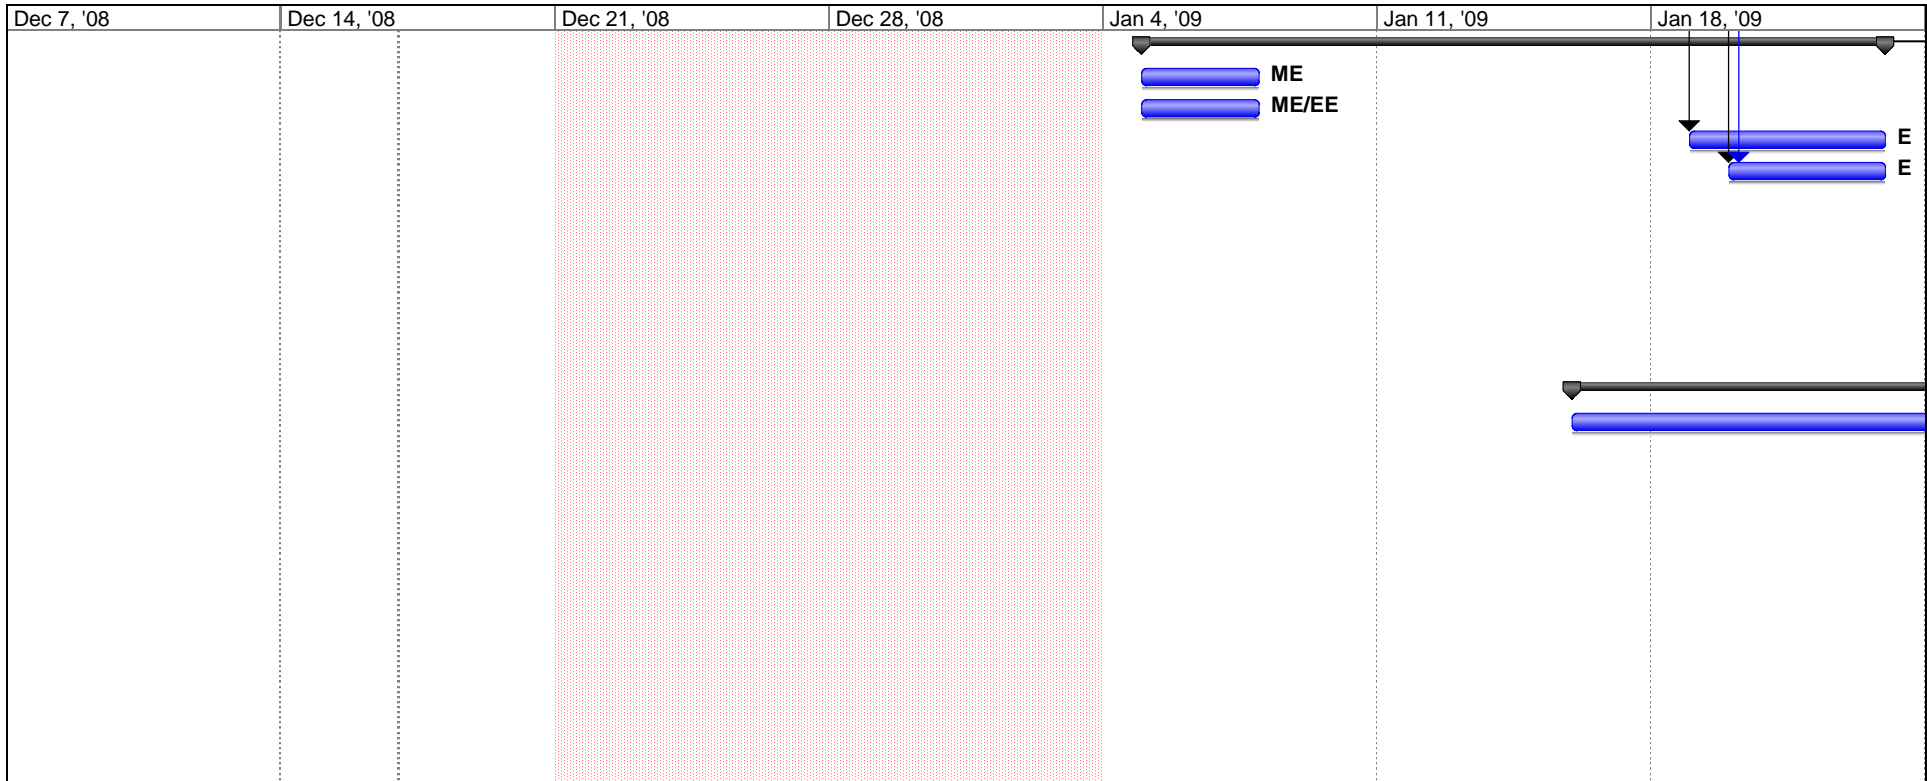 Dec 7, '08 Dec 14, '08 Dec 21, '08 Dec 28, '08 Jan 4, '09 Jan 11, '09 Jan 18, '09
ME
ME/EE
E
E